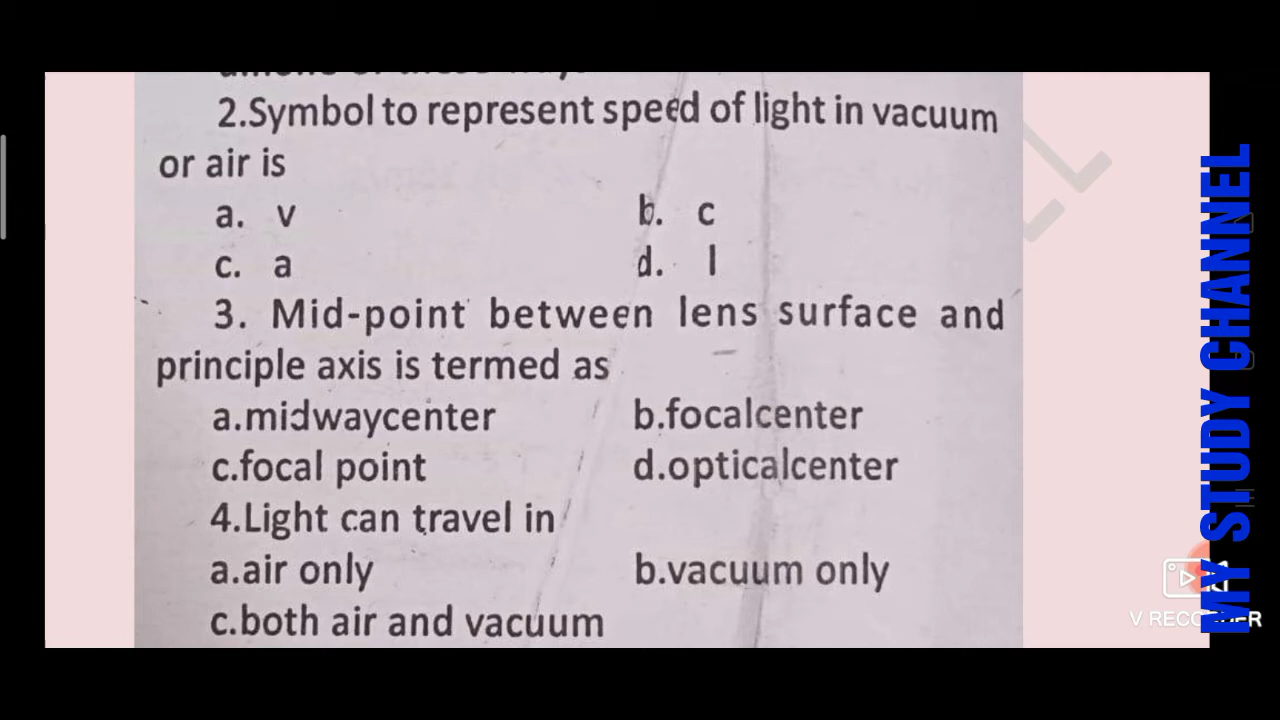 2.Symbol to represent speed of light in vacuum
or air is
a. v b. c
c. a d. l
3. Mid-point between lens surface and
principle axis is termed as
a.midwaycenter b.focalcenter
c.focal point d.opticalcenter
4.Light can travel in
a.air only b.vacuum only
c.both air and vacuum
MY STUDY CHANNEL
V RECORDER